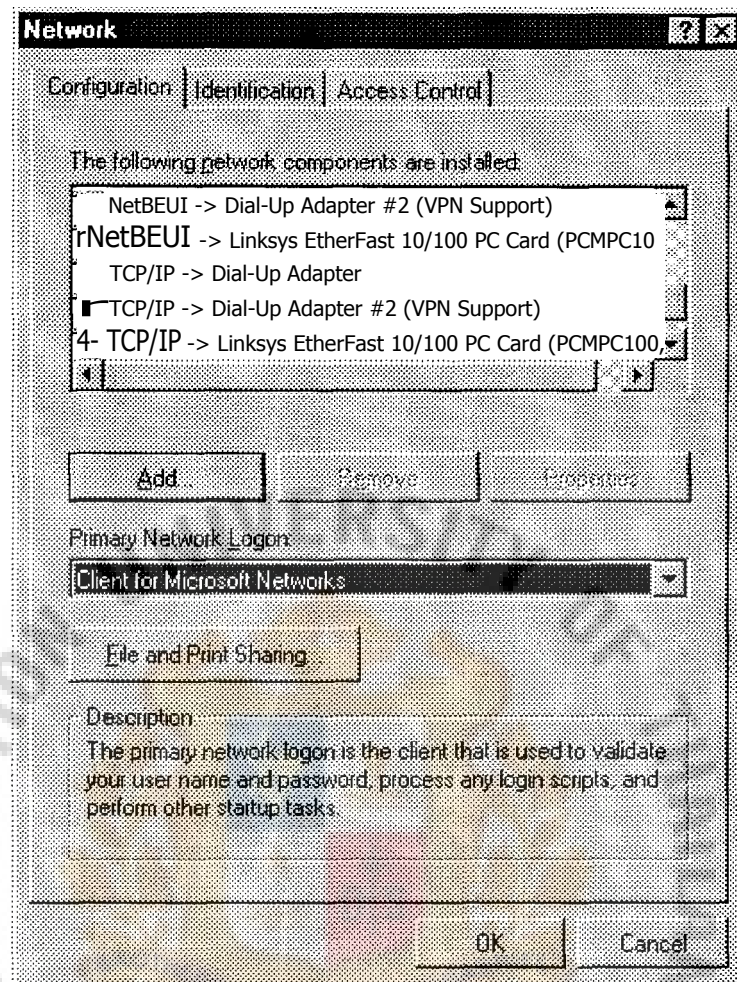 Network
Configuration Identification Access Control
The following network components are installed:
NetBEUI -> Dial-Up Adapter #2 (VPN Support)
rNetBEUI -> Linksys EtherFast 10/100 PC Card (PCMPC10
TCP/IP -> Dial-Up Adapter
TCP/IP -> Dial-Up Adapter #2 (VPN Support)
4- TCP/IP -> Linksys EtherFast 10/100 PC Card (PCMPC100,
Add... Remove Properties
Primary Network Logon:
Client for Microsoft Networks
File and Print Sharing...
Description
The primary network logon is the client that is used to validate
your user name and password, process any login scripts, and
perform other startup tasks.
OK Cancel